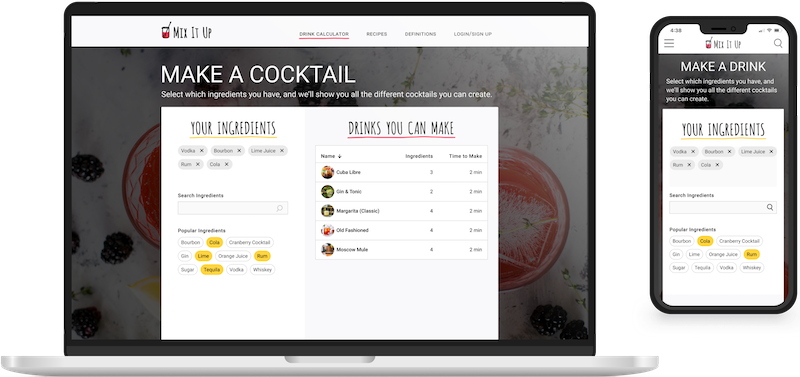 Mix It Up
DRINK CALCULATOR RECIPES DEFINITIONS LOGIN/SIGN UP
MAKE A COCKTAIL
Select which ingredients you have, and we'll show you all the different cocktails you can create.
YOUR INGREDIENTS
Vodka × Bourbon × Lime Juice ×
Rum × Cola ×
Search Ingredients
Popular Ingredients
Bourbon Cola Cranberry Cocktail
Gin Lime Orange Juice Rum
Sugar Tequila Vodka Whiskey
DRINKS YOU CAN MAKE
Name ↓ Ingredients Time to Make
Cuba Libre 3 2 min
Gin & Tonic 2 2 min
Margarita (Classic) 4 2 min
Old Fashioned 4 2 min
Moscow Mule 4 2 min
4:38
Mix It Up
MAKE A DRINK
Select which ingredients you have, and
we'll show you all the different cocktails
you can create.
YOUR INGREDIENTS
Vodka × Bourbon × Lime Juice ×
Rum × Cola ×
Search Ingredients
Popular Ingredients
Bourbon Cola Cranberry Cocktail
Gin Lime Orange Juice Rum
Sugar Tequila Vodka Whiskey